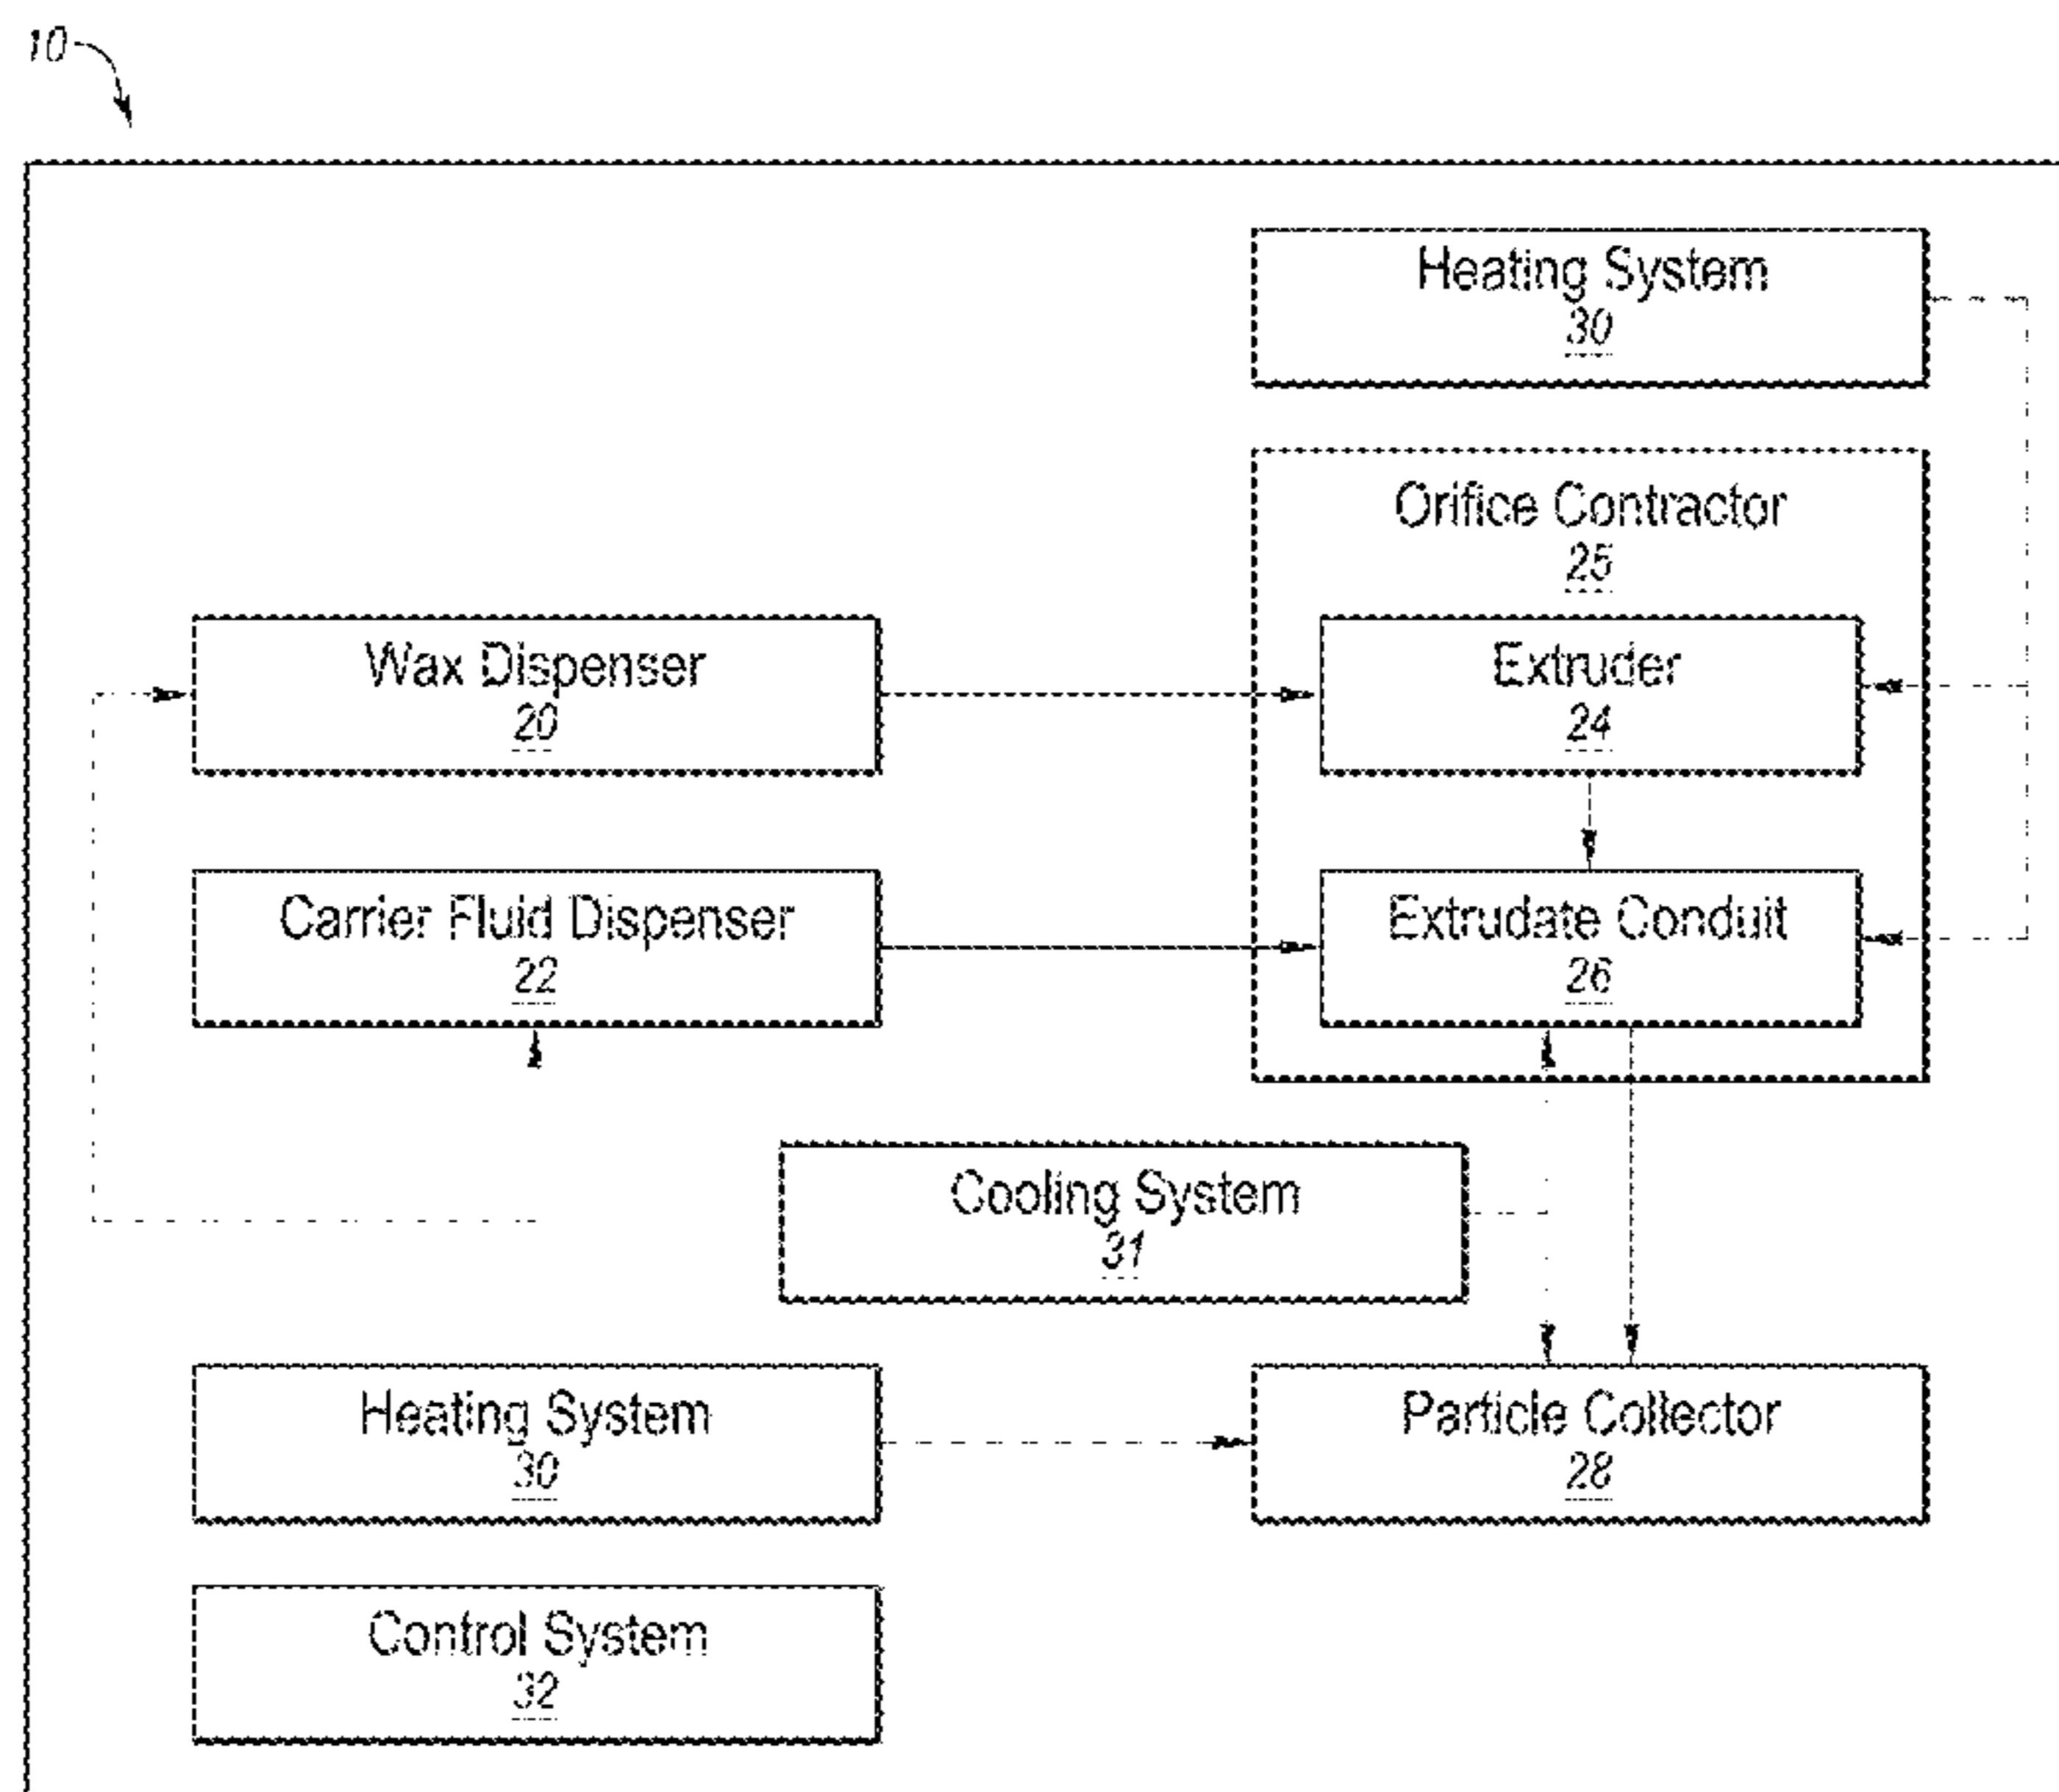 10
Heating System
30
Orifice Contractor
25
Wax Dispenser
20
Extruder
24
Carrier Fluid Dispenser
22
Extrudate Conduit
26
Cooling System
31
Heating System
30
Particle Collector
28
Control System
32